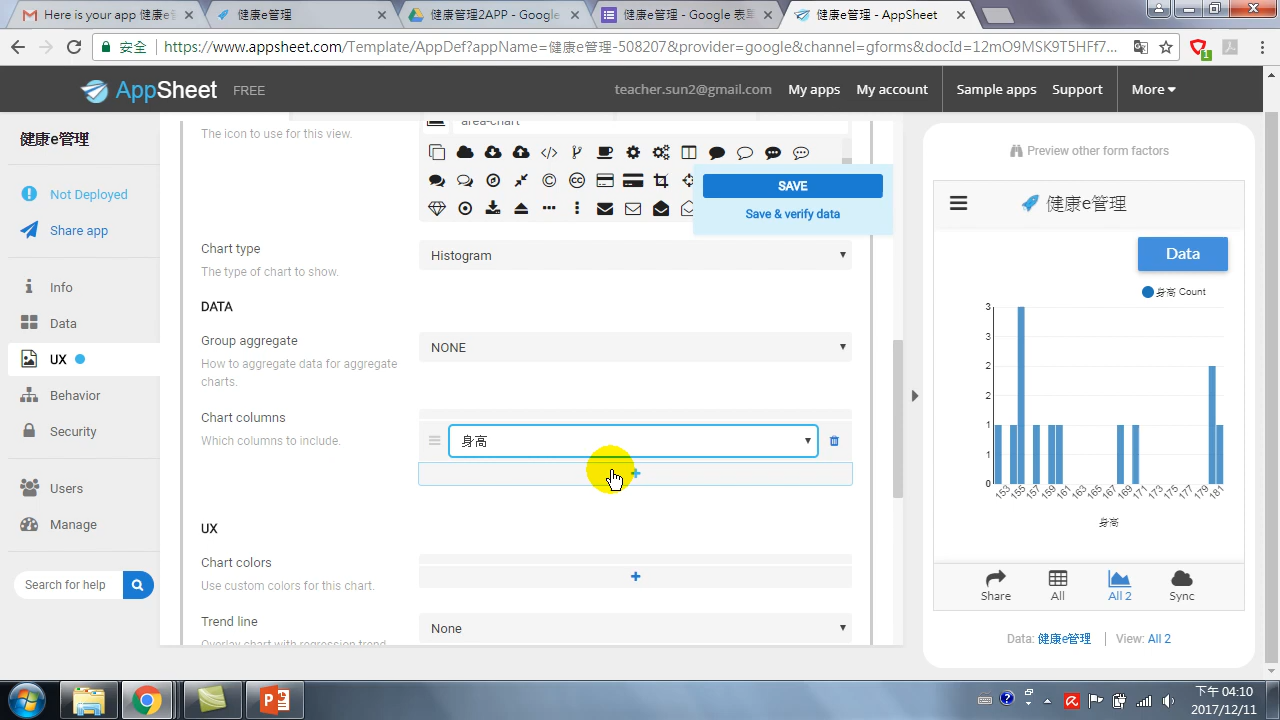 Here is your app 健康e管
健康e管理
健康管理2APP - Google
健康e管理 - Google 表單
健康e管理 - AppSheet
安全
https://www.appsheet.com/Template/AppDef?appName=健康e管理-508207&provider=google&channel=gforms&tbcId=12mO9MSK9T5HFf7...
AppSheet FREE
teacher.sun2@gmail.com My apps My account Sample apps Support More
健康e管理
Not Deployed
Share app
Info
Data
UX
Behavior
Security
Users
Manage
Search for help
The icon to use for this view.
area-chart
SAVE
Save & verify data
Chart type
Histogram
The type of chart to show.
DATA
Group aggregate
NONE
How to aggregate data for aggregate
charts.
Chart columns
Which columns to include.
身高
UX
Chart colors
Use custom colors for this chart.
Trend line
None
Overlay chart with regression trend
Preview other form factors
健康e管理
Data
身高 Count
3
3
2
2
1
1
0
153 155 157 159 161 163 165 167 169 171 173 175 177 179 181
身高
Share All All 2 Sync
Data: 健康e管理 | View: All 2
下午 04:10
2017/12/11